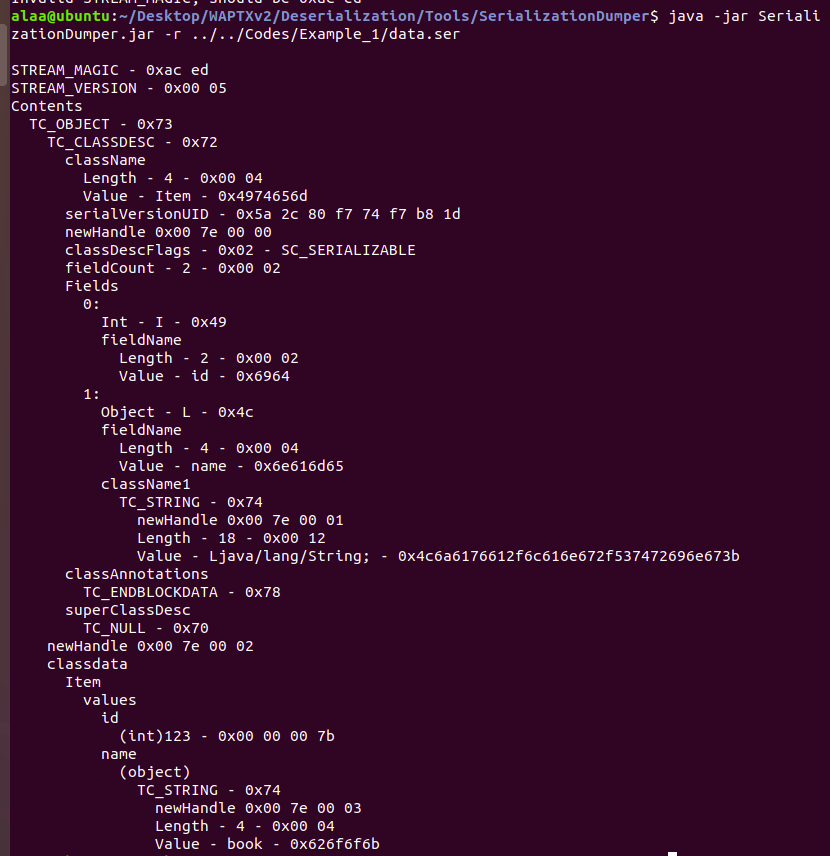 alaa@ubuntu:~/Desktop/WAPTXv2/Deserialization/Tools/SerializationDumper$ java -jar Seriali
zationDumper.jar -r ../../Codes/Example_1/data.ser
STREAM_MAGIC - 0xac ed
STREAM_VERSION - 0x00 05
Contents
TC_OBJECT - 0x73
TC_CLASSDESC - 0x72
className
Length - 4 - 0x00 04
Value - Item - 0x4974656d
serialVersionUID - 0x5a 2c 80 f7 74 f7 b8 1d
newHandle 0x00 7e 00 00
classDescFlags - 0x02 - SC_SERIALIZABLE
fieldCount - 2 - 0x00 02
Fields
0:
Int - I - 0x49
fieldName
Length - 2 - 0x00 02
Value - id - 0x6964
1:
Object - L - 0x4c
fieldName
Length - 4 - 0x00 04
Value - name - 0x6e616d65
className1
TC_STRING - 0x74
newHandle 0x00 7e 00 01
Length - 18 - 0x00 12
Value - Ljava/lang/String; - 0x4c6a6176612f6c616e672f537472696e673b
classAnnotations
TC_ENDBLOCKDATA - 0x78
superClassDesc
TC_NULL - 0x70
newHandle 0x00 7e 00 02
classdata
Item
values
id
(int)123 - 0x00 00 00 7b
name
(object)
TC_STRING - 0x74
newHandle 0x00 7e 00 03
Length - 4 - 0x00 04
Value - book - 0x626f6f6b